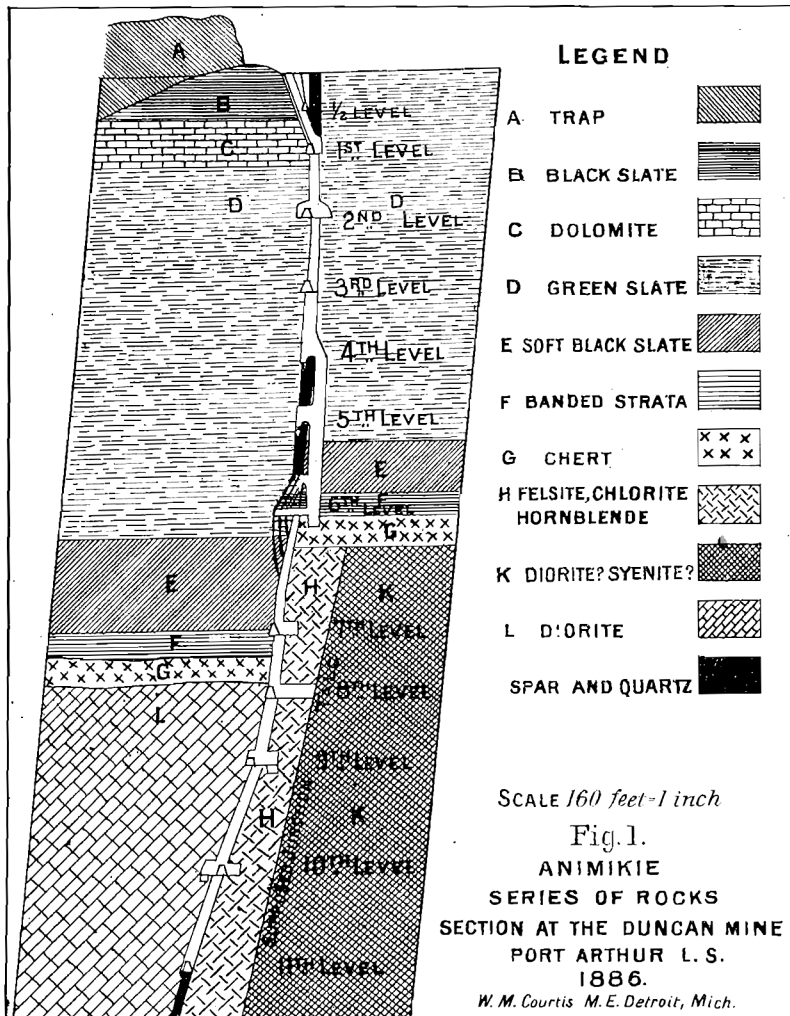 A
B
C
D
½ LEVEL
1ST LEVEL
D
2ND LEVEL
3RD LEVEL
4TH LEVEL
5TH LEVEL
E
F
6TH LEVEL
G
E
H
K
7TH LEVEL
F
G
8TH LEVEL
L
9TH LEVEL
H
K
10TH LEVEL
SUPPOSED JUNCTION
11TH LEVEL
LEGEND
A TRAP
B BLACK SLATE
C DOLOMITE
D GREEN SLATE
E SOFT BLACK SLATE
F BANDED STRATA
G CHERT
H FELSITE, CHLORITE
HORNBLENDE
K DIORITE? SYENITE?
L DIORITE
SPAR AND QUARTZ
SCALE 160 feet=1 inch
Fig. 1.
ANIMIKIE
SERIES OF ROCKS
SECTION AT THE DUNCAN MINE
PORT ARTHUR L. S.
1886.
W. M. Courtis M. E. Detroit, Mich.